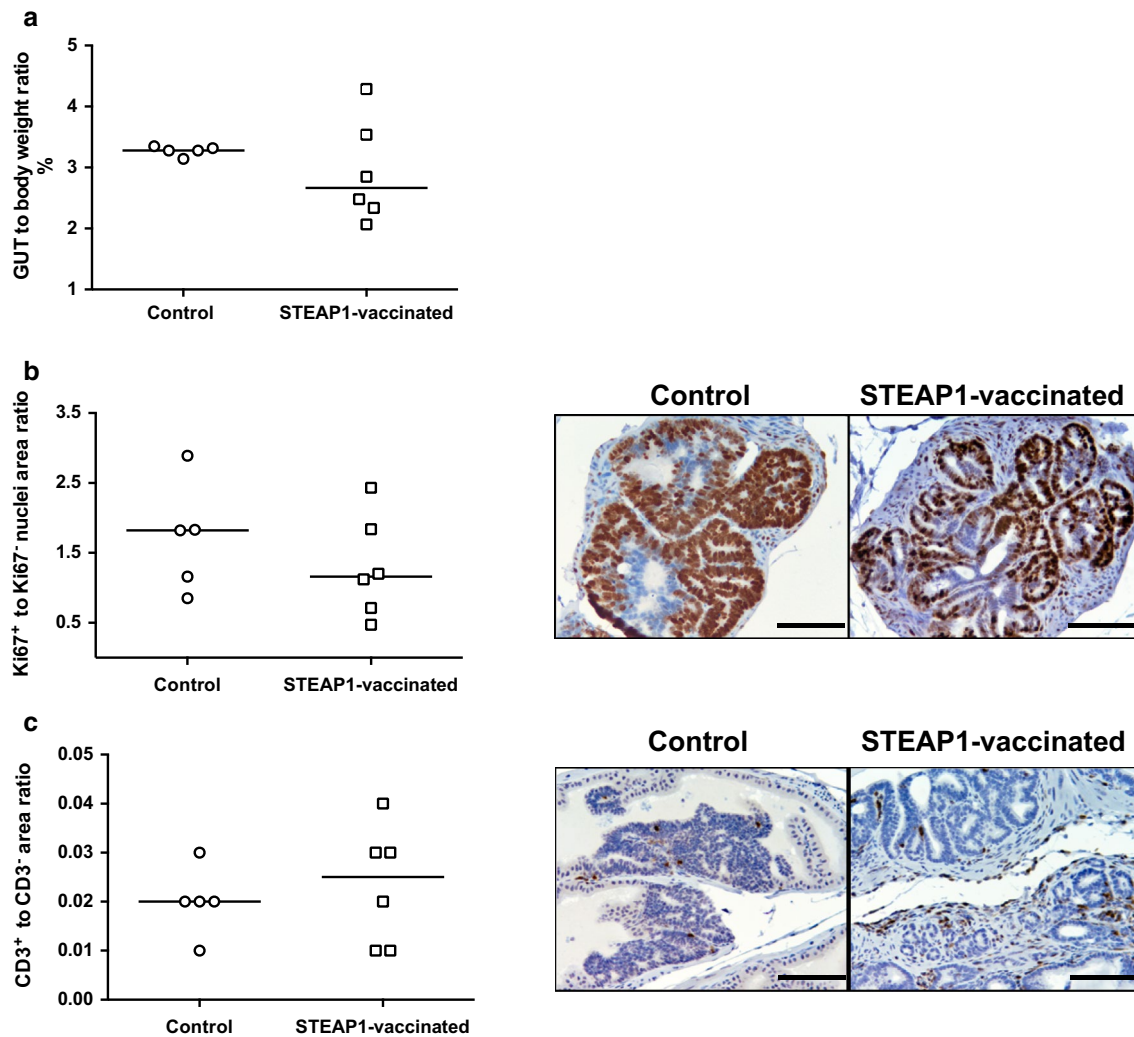 a
GUT to body weight ratio
%
5
4
3
2
1
Control STEAP1-vaccinated
b
Ki67⁺ to Ki67⁻ nuclei area ratio
3.5
2.5
1.5
0.5
Control STEAP1-vaccinated
Control STEAP1-vaccinated
c
CD3⁺ to CD3⁻ area ratio
0.05
0.04
0.03
0.02
0.01
0.00
Control STEAP1-vaccinated
Control STEAP1-vaccinated